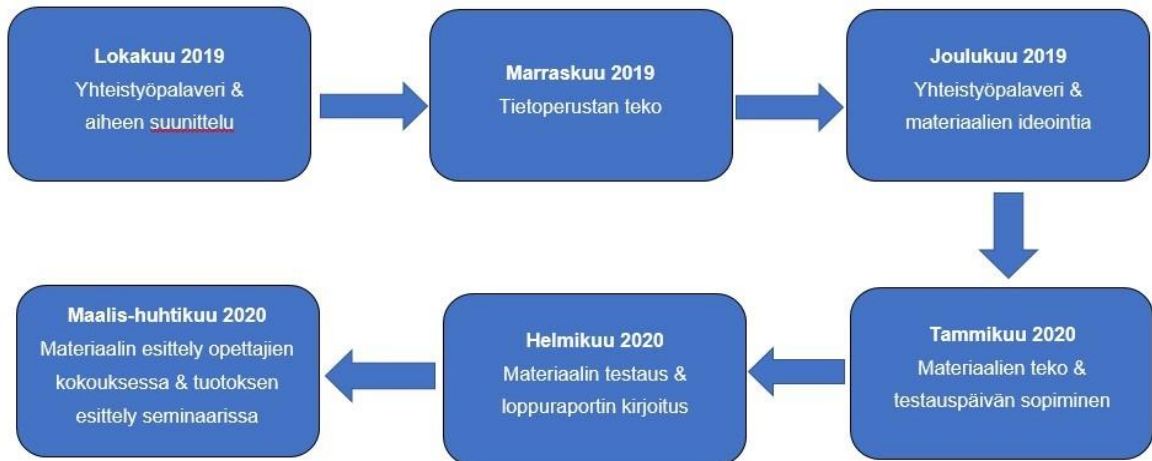 Lokakuu 2019
Yhteistyöpalaveri &
aiheen suunittelu
Marraskuu 2019
Tietoperustan teko
Joulukuu 2019
Yhteistyöpalaveri &
materiaalien ideointia
Tammikuu 2020
Materiaalien teko &
testauspäivän sopiminen
Helmikuu 2020
Materiaalin testaus &
loppuraportin kirjoitus
Maalis-huhtikuu 2020
Materiaalin esittely opettajien
kokouksessa & tuotoksen
esittely seminaarissa